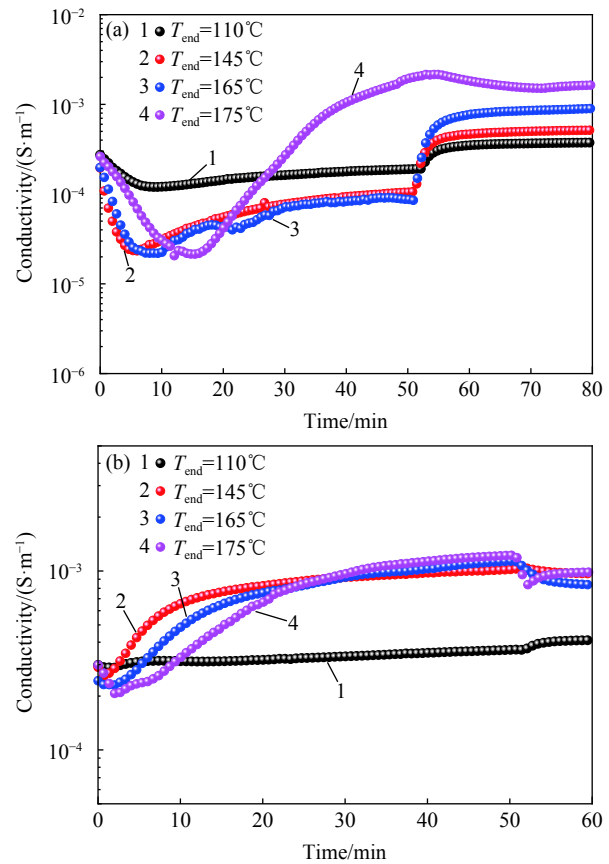 (a)
1 T_end=110℃
2 T_end=145℃
3 T_end=165℃
4 T_end=175℃
10⁻²
10⁻³
10⁻⁴
10⁻⁵
10⁻⁶
Conductivity/(S·m⁻¹)
1
2
3
4
0 10 20 30 40 50 60 70 80
Time/min
(b)
1 T_end=110℃
2 T_end=145℃
3 T_end=165℃
4 T_end=175℃
10⁻³
10⁻⁴
Conductivity/(S·m⁻¹)
2
3
4
1
0 10 20 30 40 50 60
Time/min